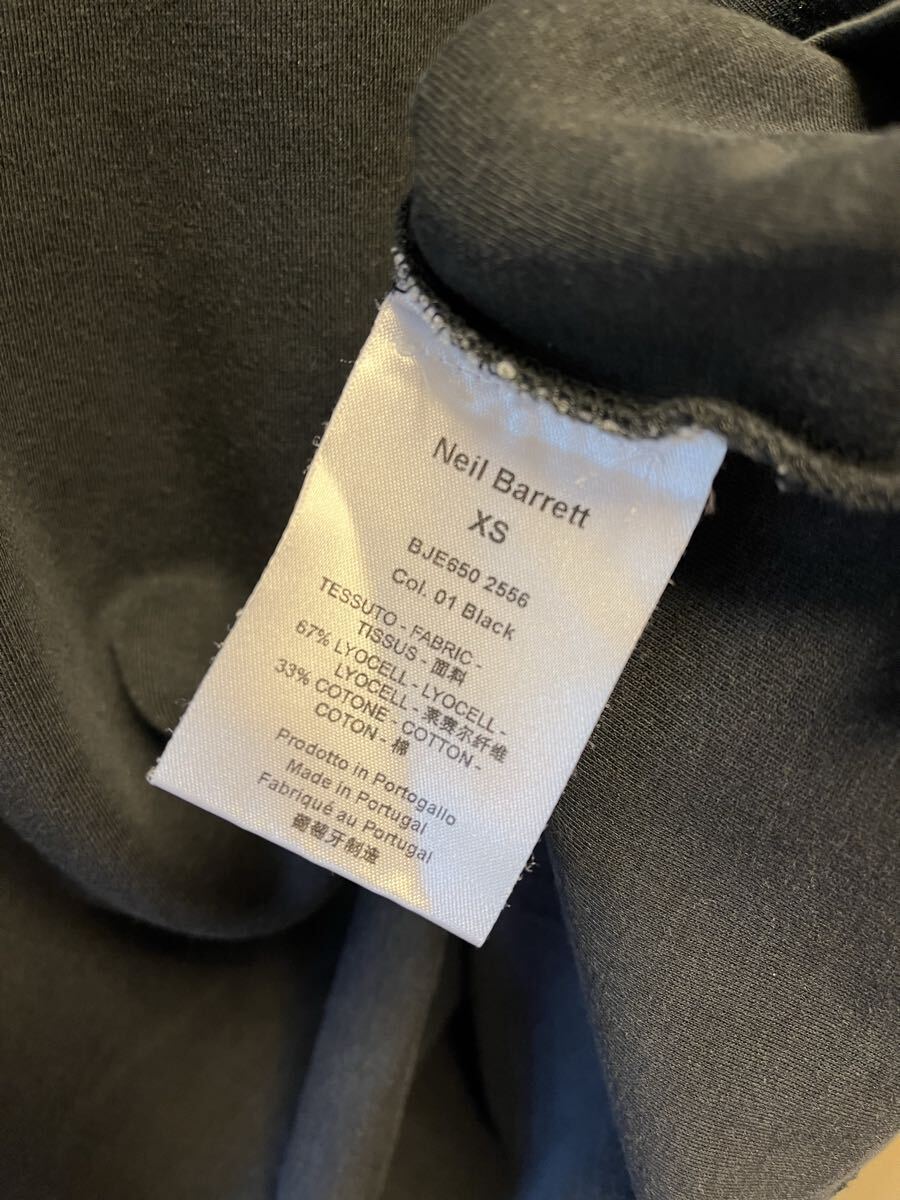 Neil Barrett
XS
BJE650 2556
Col. 01 Black
TESSUTO - FABRIC -
TISSUS - 面料
67% LYOCELL - LYOCELL -
LYOCELL - 莱赛尔纤维
33% COTONE - COTTON -
COTON - 棉
Prodotto in Portogallo
Made in Portugal
Fabriqué au Portugal
葡萄牙制造